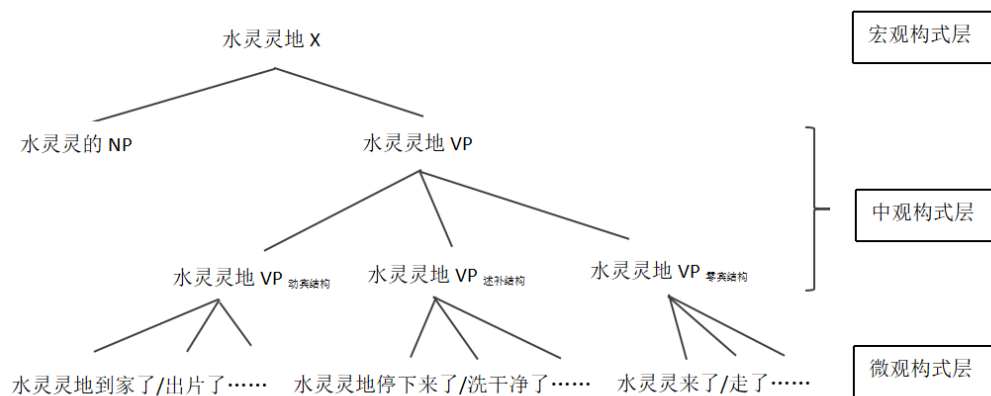 水灵灵地 X
宏观构式层
水灵灵的 NP
水灵灵地 VP
中观构式层
水灵灵地 VP 动宾结构
水灵灵地 VP 述补结构
水灵灵地 VP 零宾结构
水灵灵地到家了/出片了……
水灵灵地停下来了/洗干净了……
水灵灵来了/走了……
微观构式层